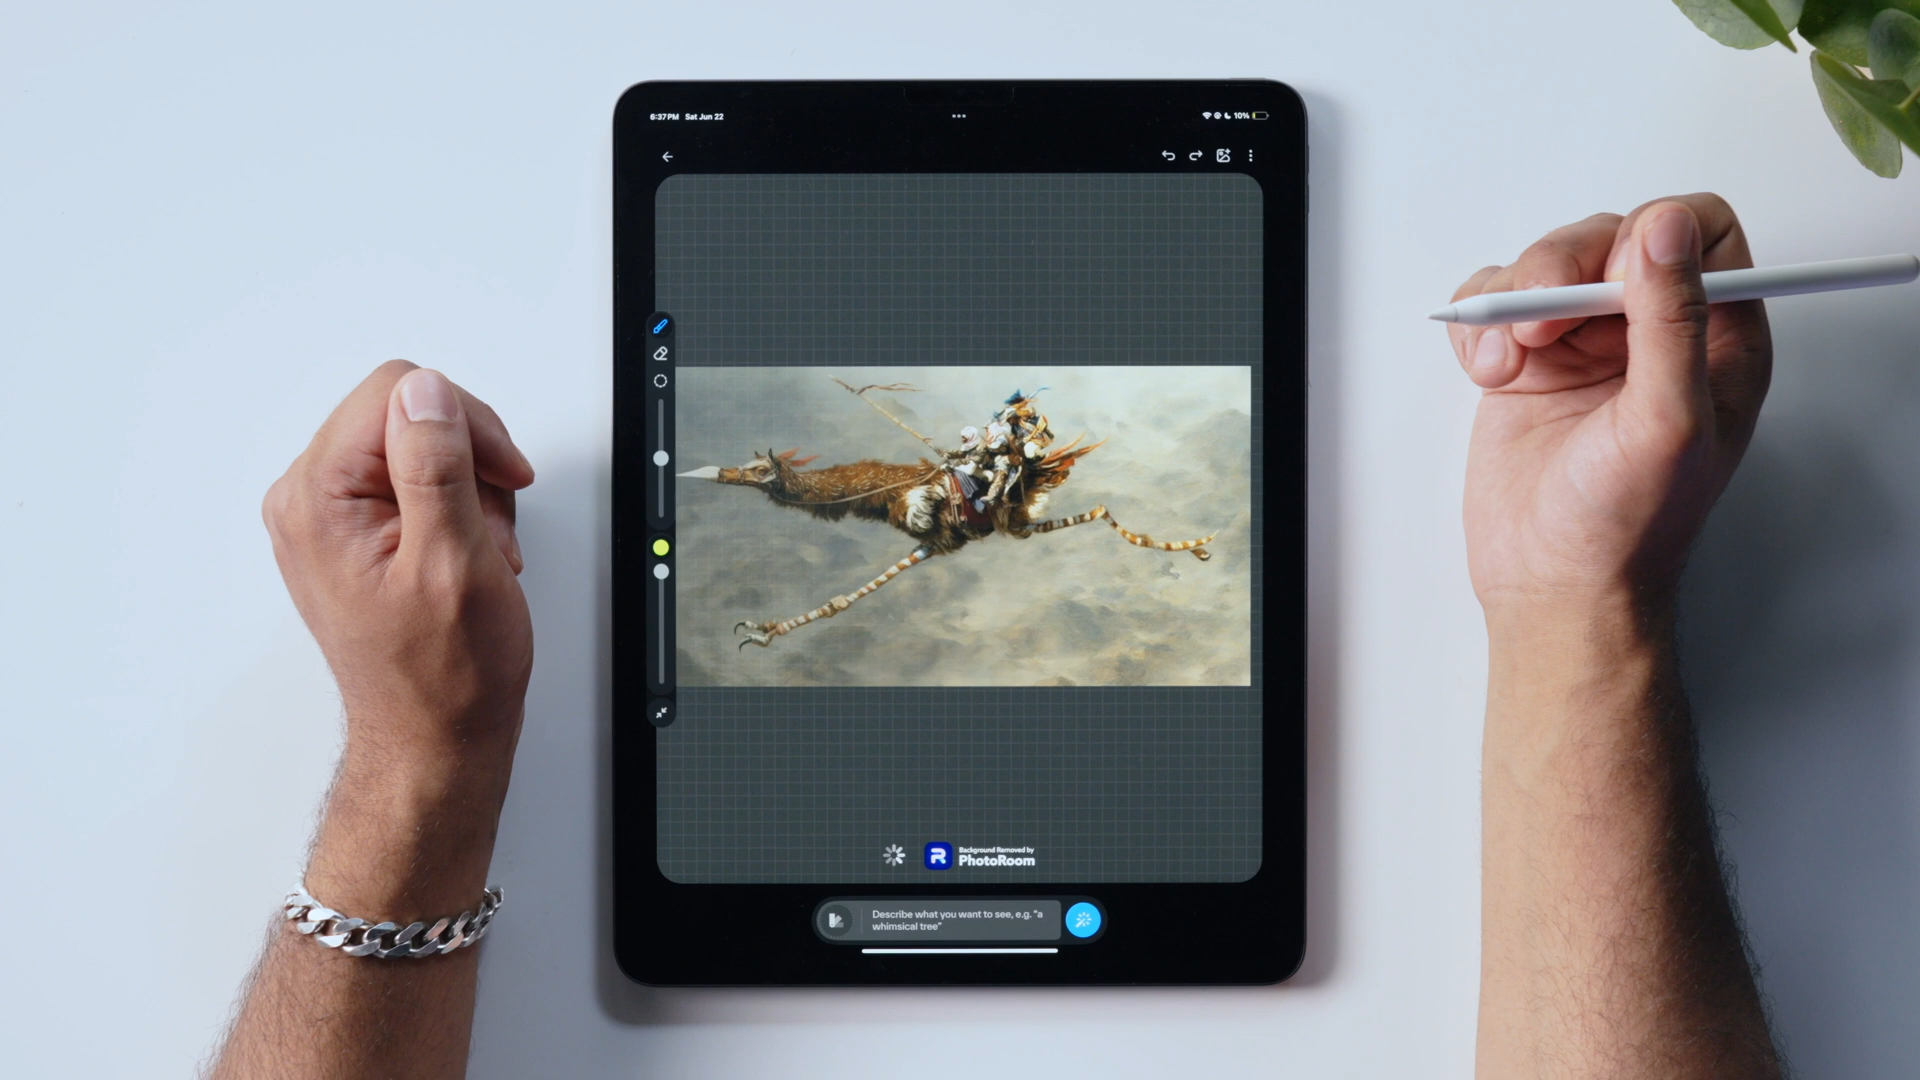 6:37 PM Sat Jun 22
10%
Background Removed by
PhotoRoom
Describe what you want to see, e.g. "a
whimsical tree"